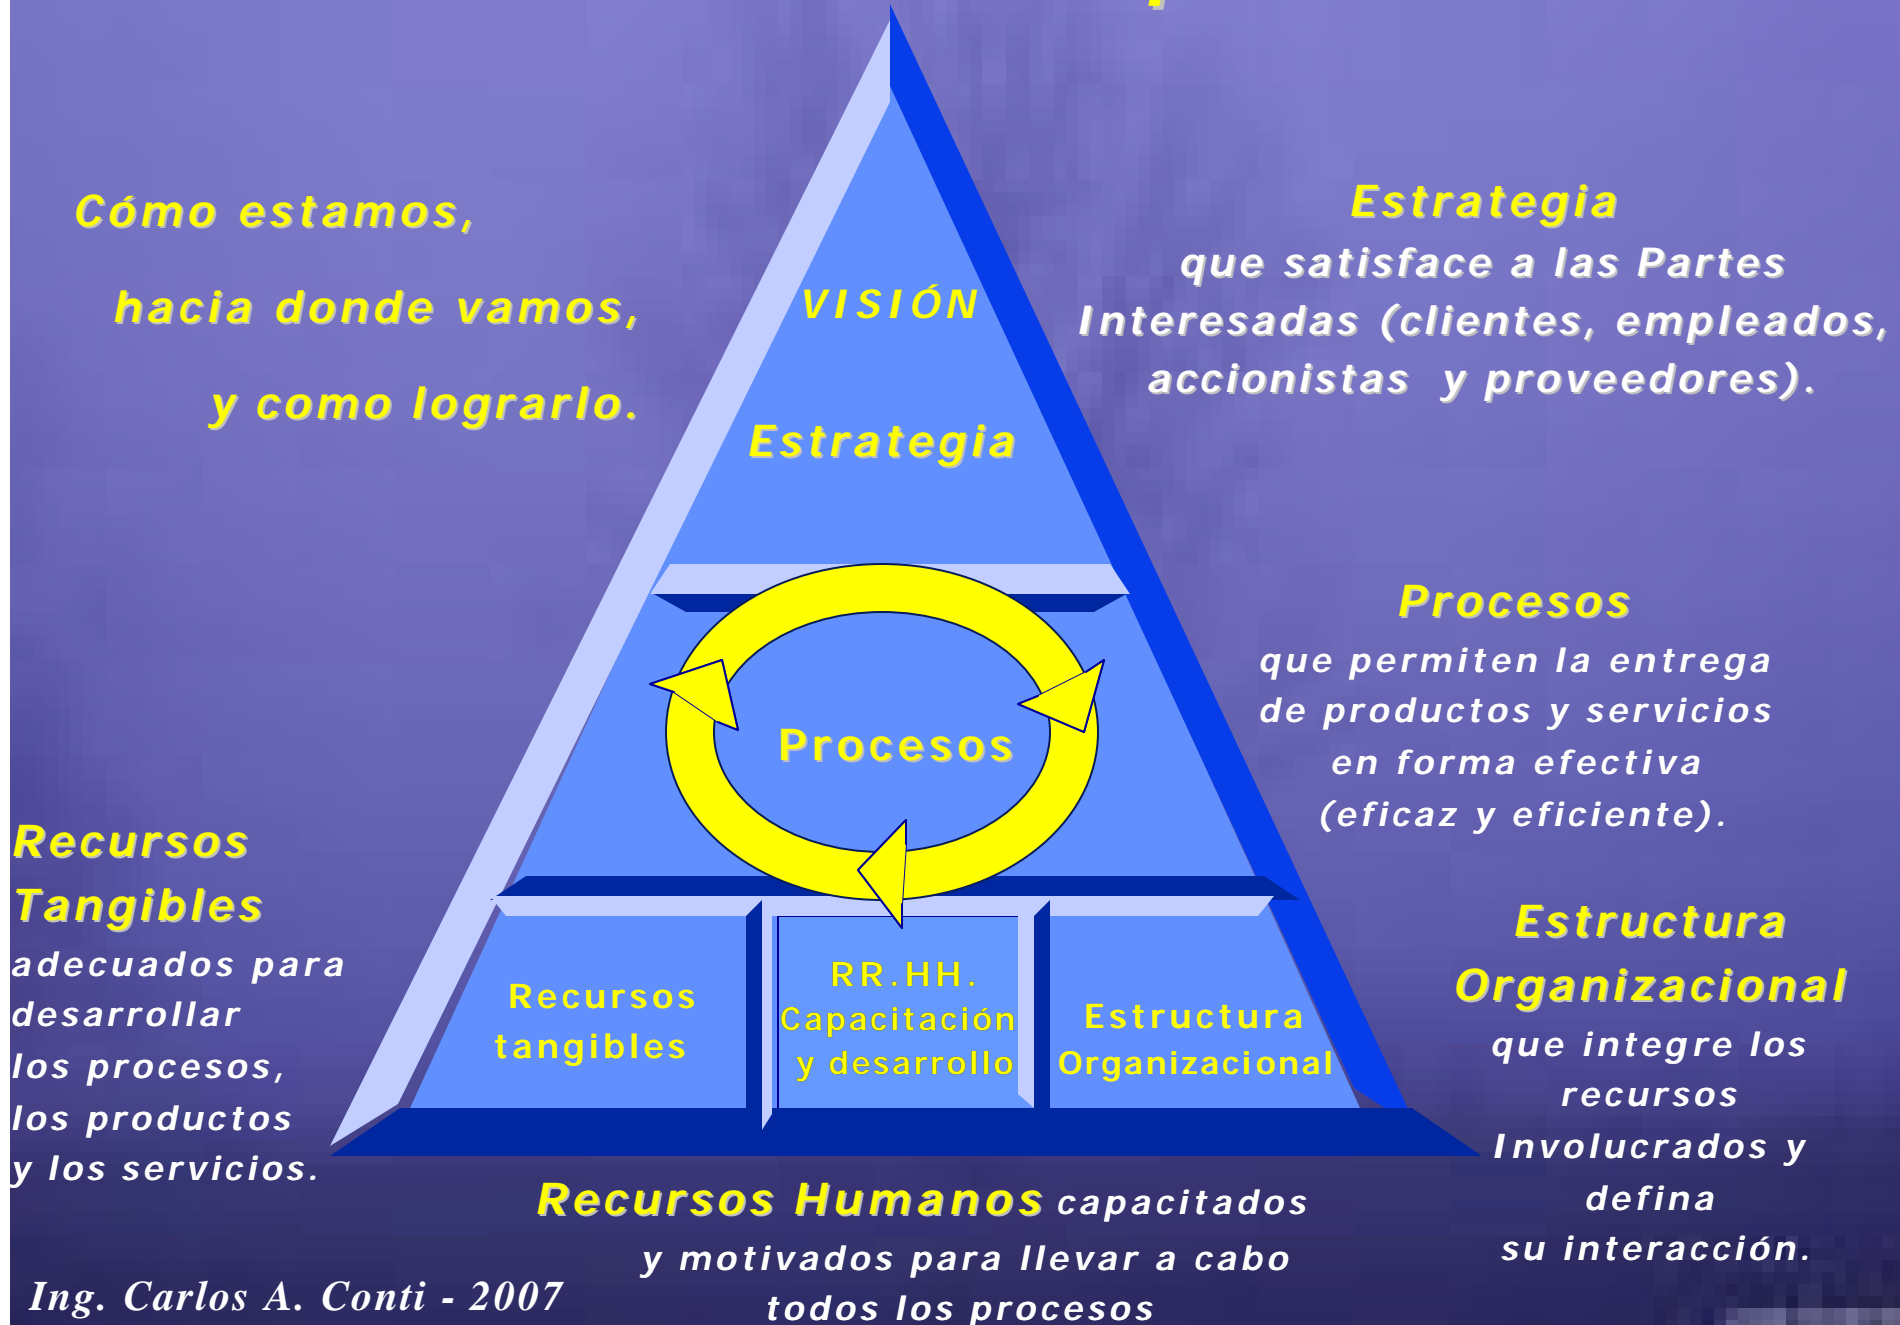 Cómo estamos,
hacia donde vamos,
y como lograrlo.
VISIÓN
Estrategia
Estrategia
que satisface a las Partes
Interesadas (clientes, empleados,
accionistas y proveedores).
Procesos
Procesos
que permiten la entrega
de productos y servicios
en forma efectiva
(eficaz y eficiente).
Recursos
Tangibles
adecuados para
desarrollar
los procesos,
los productos
y los servicios.
Recursos
tangibles
RR.HH.
Capacitación
y desarrollo
Estructura
Organizacional
Estructura
Organizacional
que integre los
recursos
Involucrados y
defina
su interacción.
Recursos Humanos capacitados
y motivados para llevar a cabo
todos los procesos
Ing. Carlos A. Conti - 2007